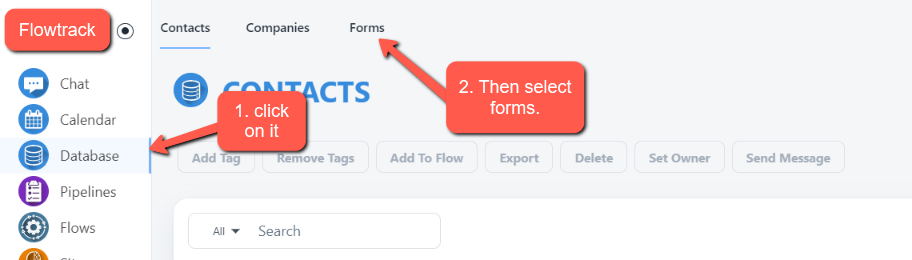 Flowtrack
Contacts Companies Forms
Chat
Calendar
Database
Pipelines
Flows
CONTACTS
1. click
on it
2. Then select
forms.
Add Tag Remove Tags Add To Flow Export Delete Set Owner Send Message
All Search